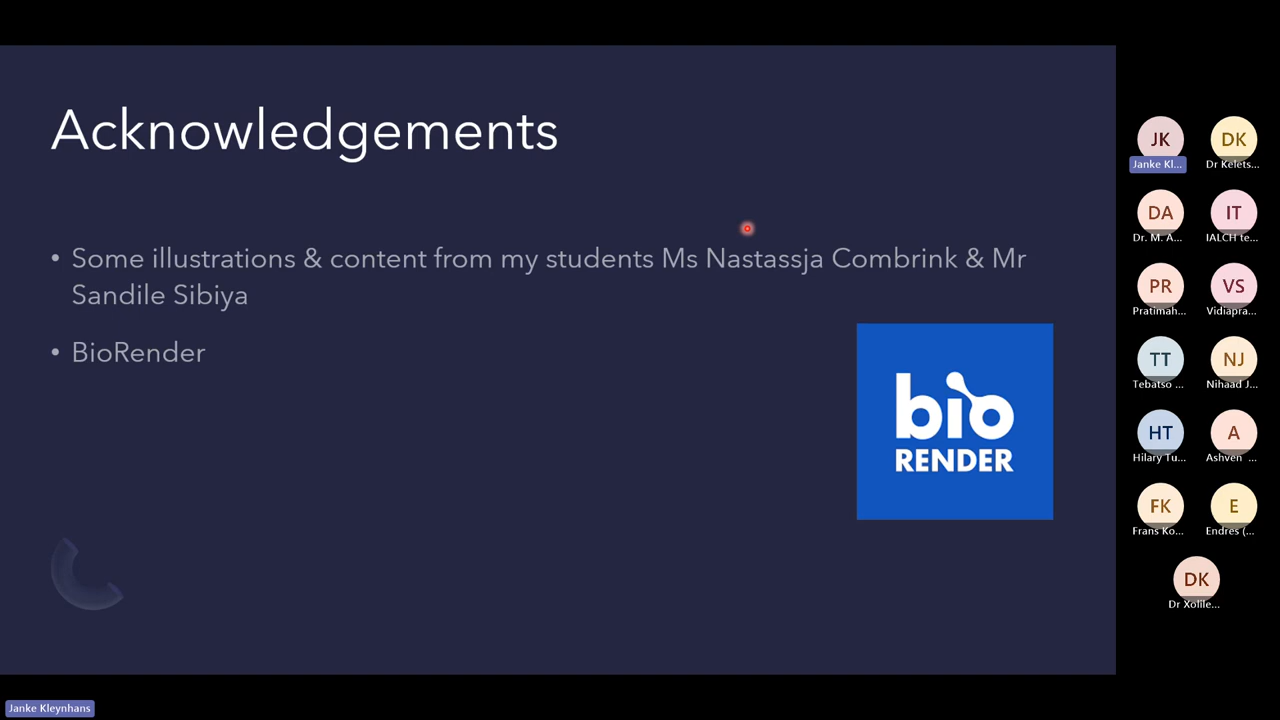 Acknowledgements
• Some illustrations & content from my students Ms Nastassja Combrink & Mr
Sandile Sibiya
• BioRender
bio
RENDER
JK
Janke Kl...
DK
Dr Kelets...
DA
Dr. M. A...
IT
IALCH te...
PR
Pratimah...
VS
Vidiapra...
TT
Tebatso ...
NJ
Nihaad J...
HT
Hilary Tu...
A
Ashven ...
FK
Frans Ko...
E
Endres (...
DK
Dr Xolile...
Janke Kleynhans